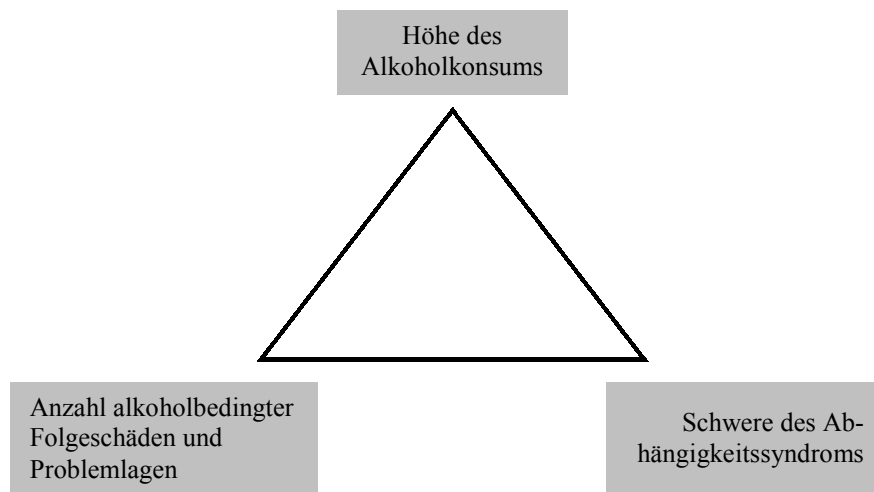 Höhe des
Alkoholkonsums
Anzahl alkoholbedingter
Folgeschäden und
Problemlagen
Schwere des Ab-
hängigkeitssyndroms